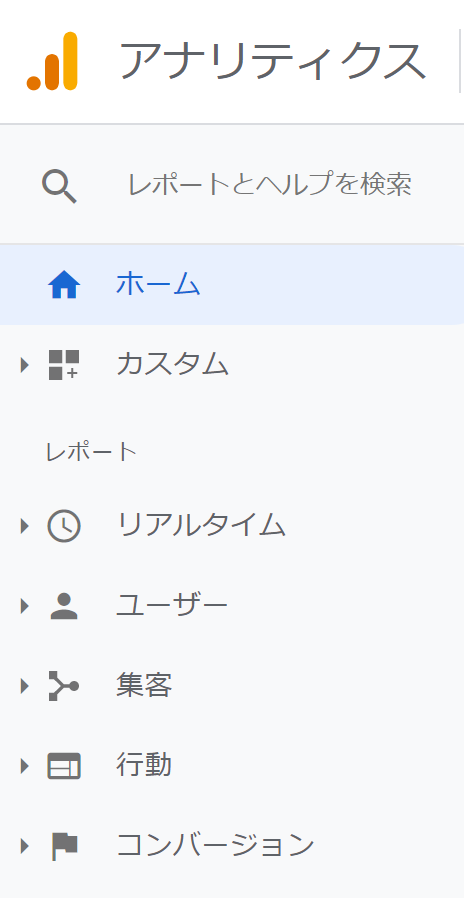 アナリティクス
レポートとヘルプを検索
ホーム
カスタム
レポート
リアルタイム
ユーザー
集客
行動
コンバージョン